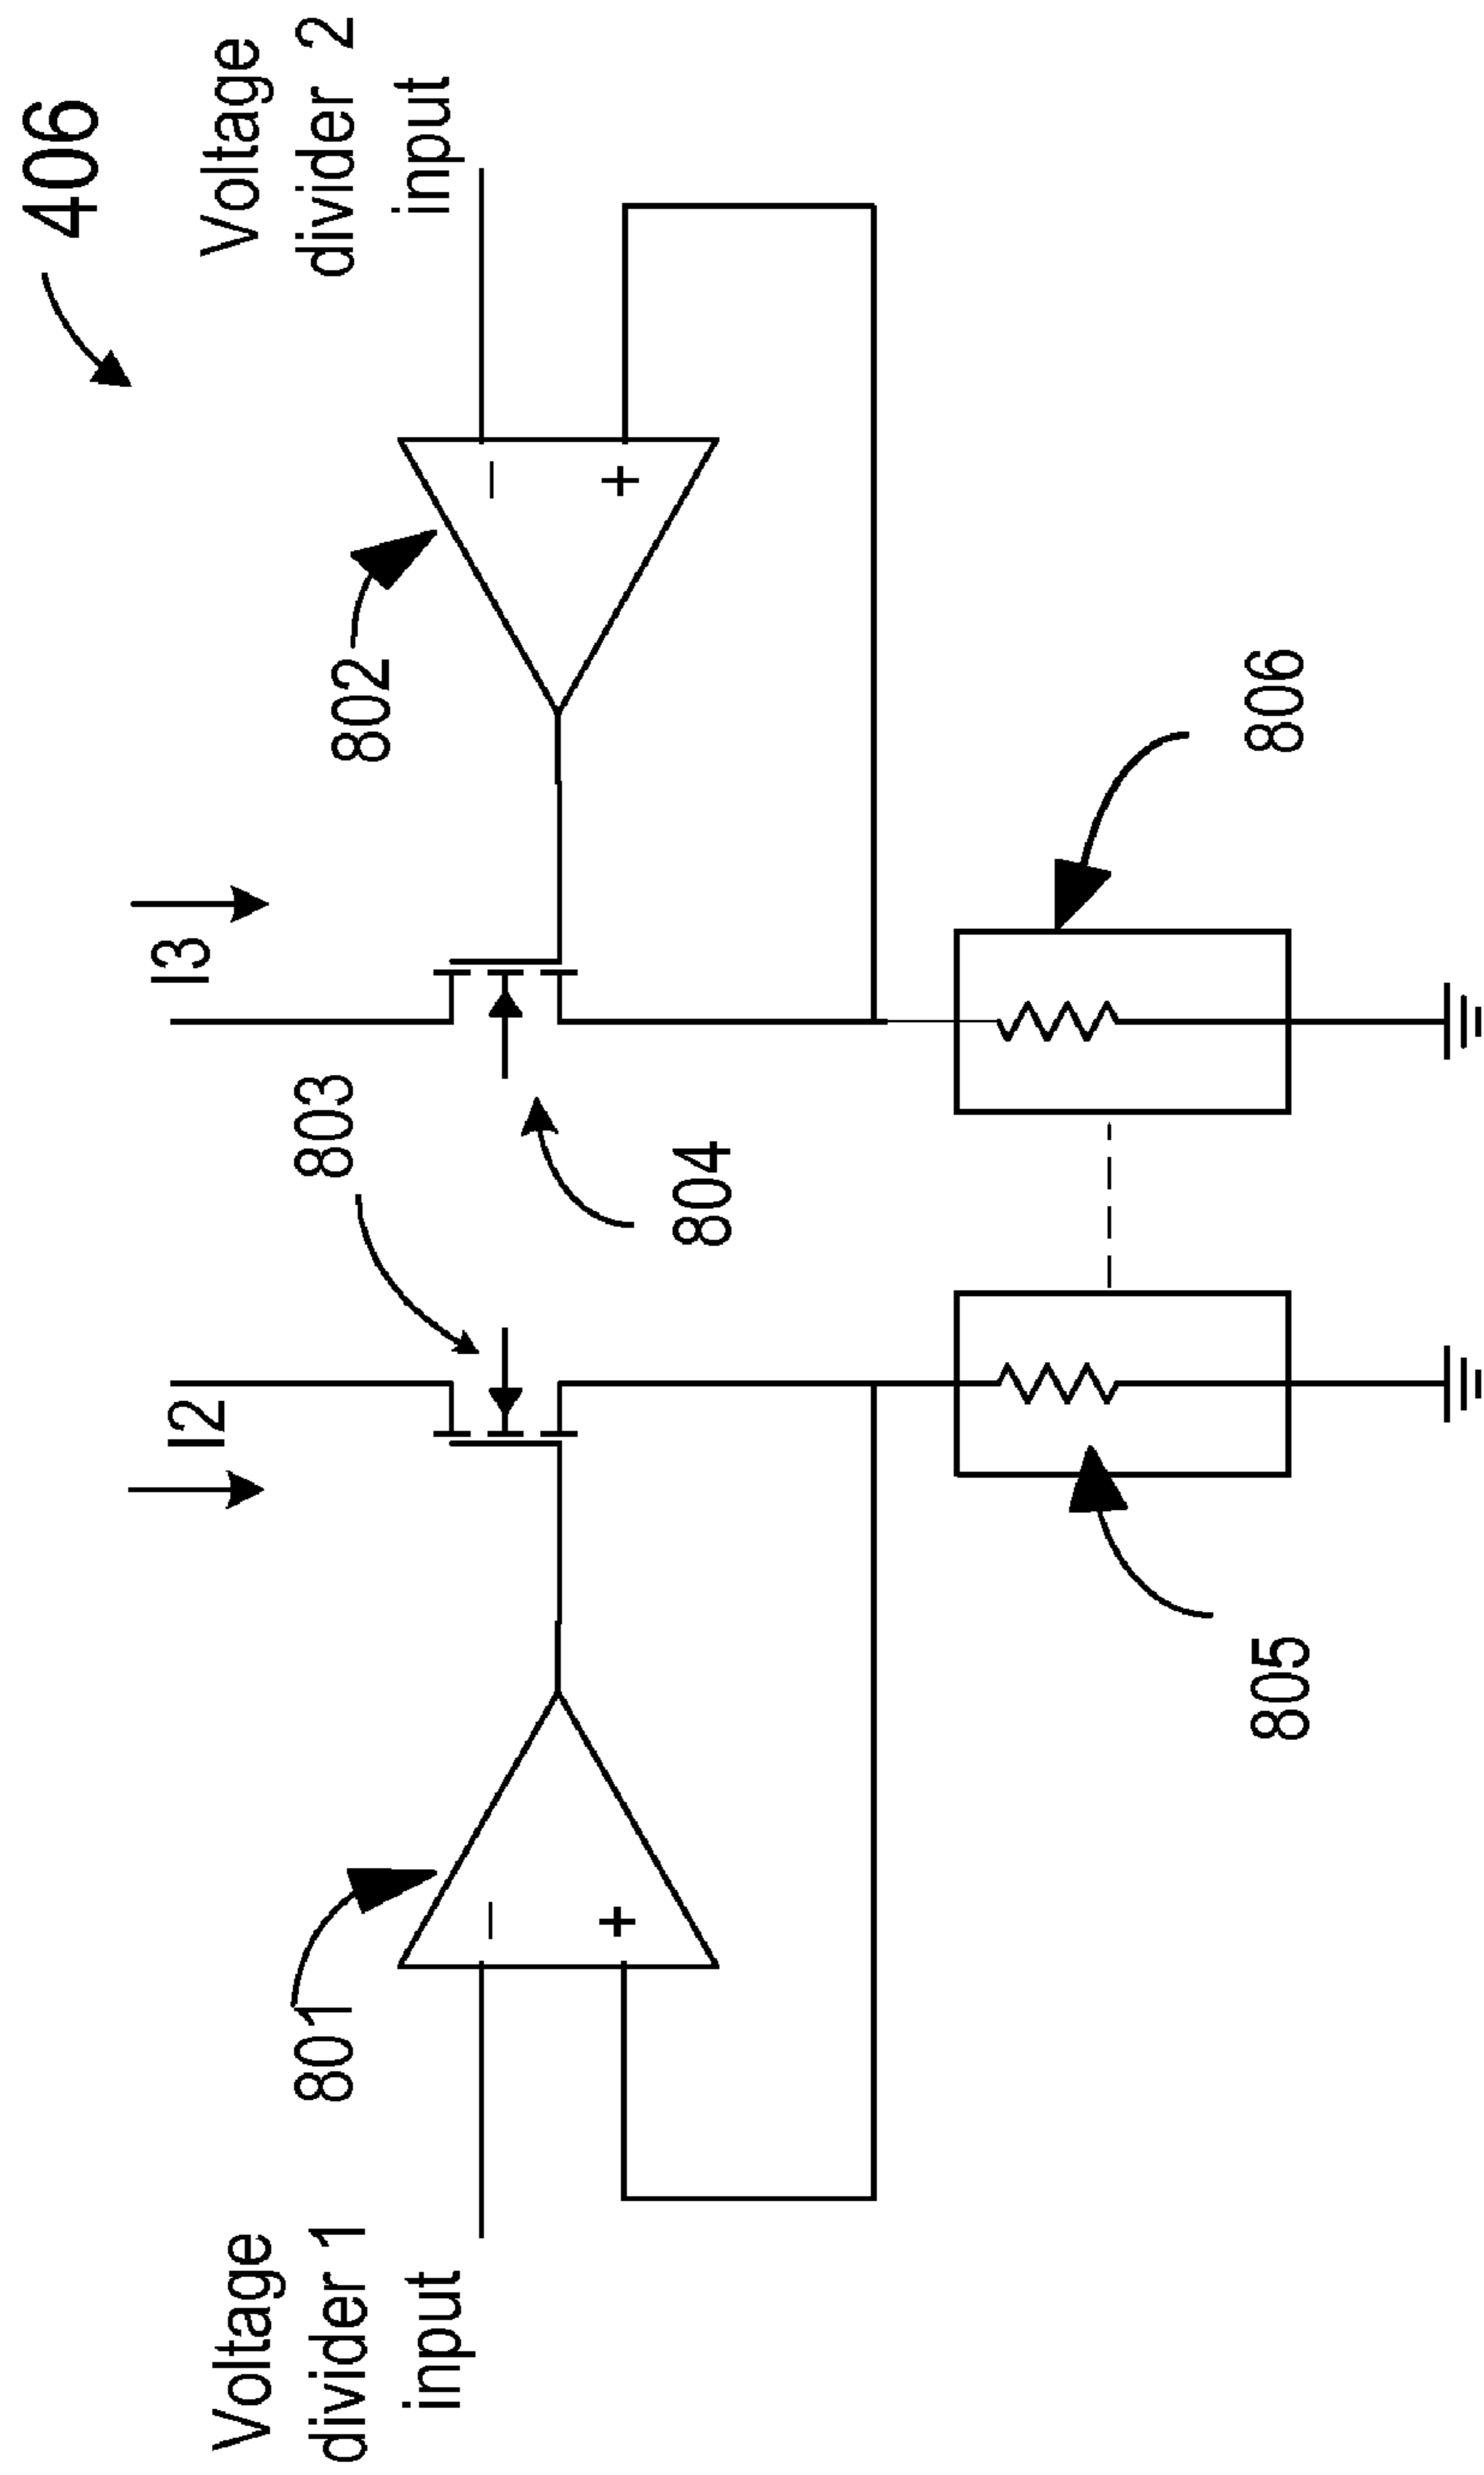 406
Voltage
divider 1
input
801
I2
803
I3
802
Voltage
divider 2
input
−
+
−
+
804
805
806